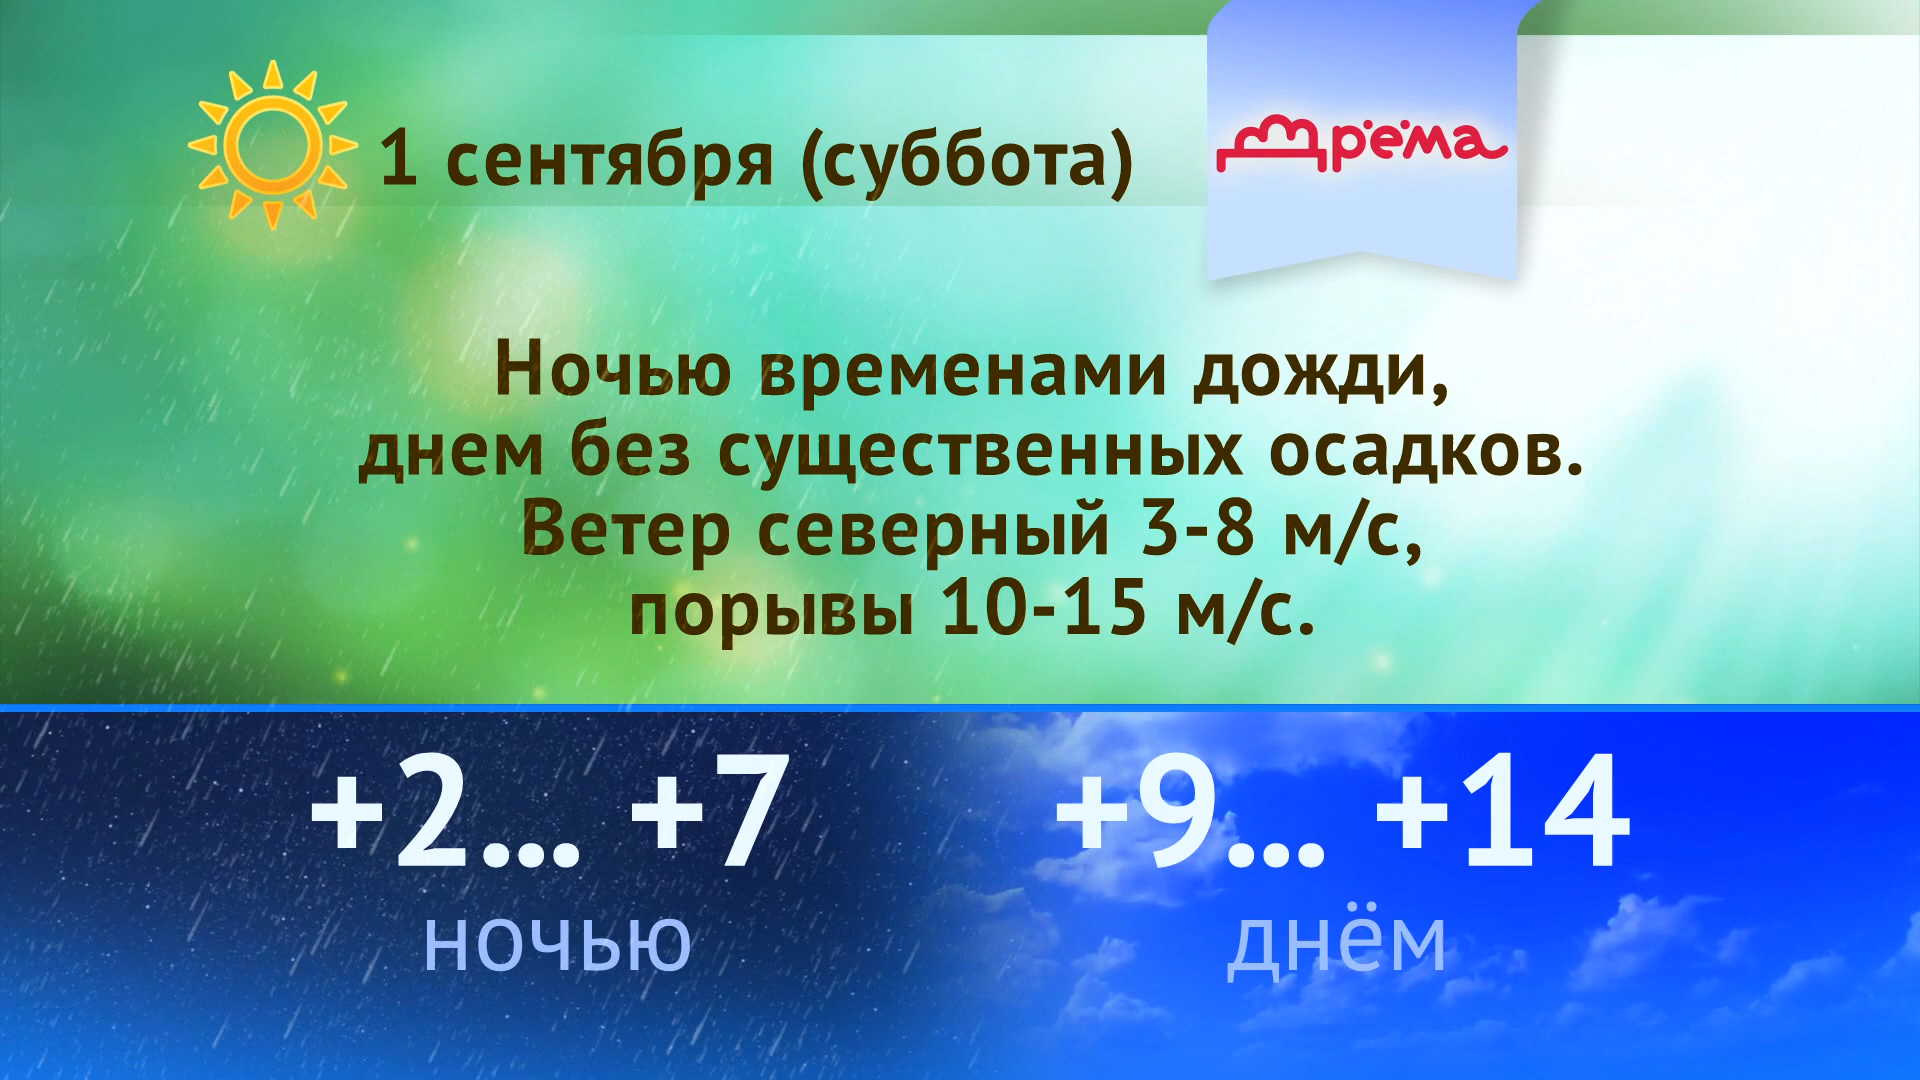 1 сентября (суббота)
дрёма
Ночью временами дожди,
днем без существенных осадков.
Ветер северный 3-8 м/с,
порывы 10-15 м/с.
+2... +7
ночью
+9... +14
днём